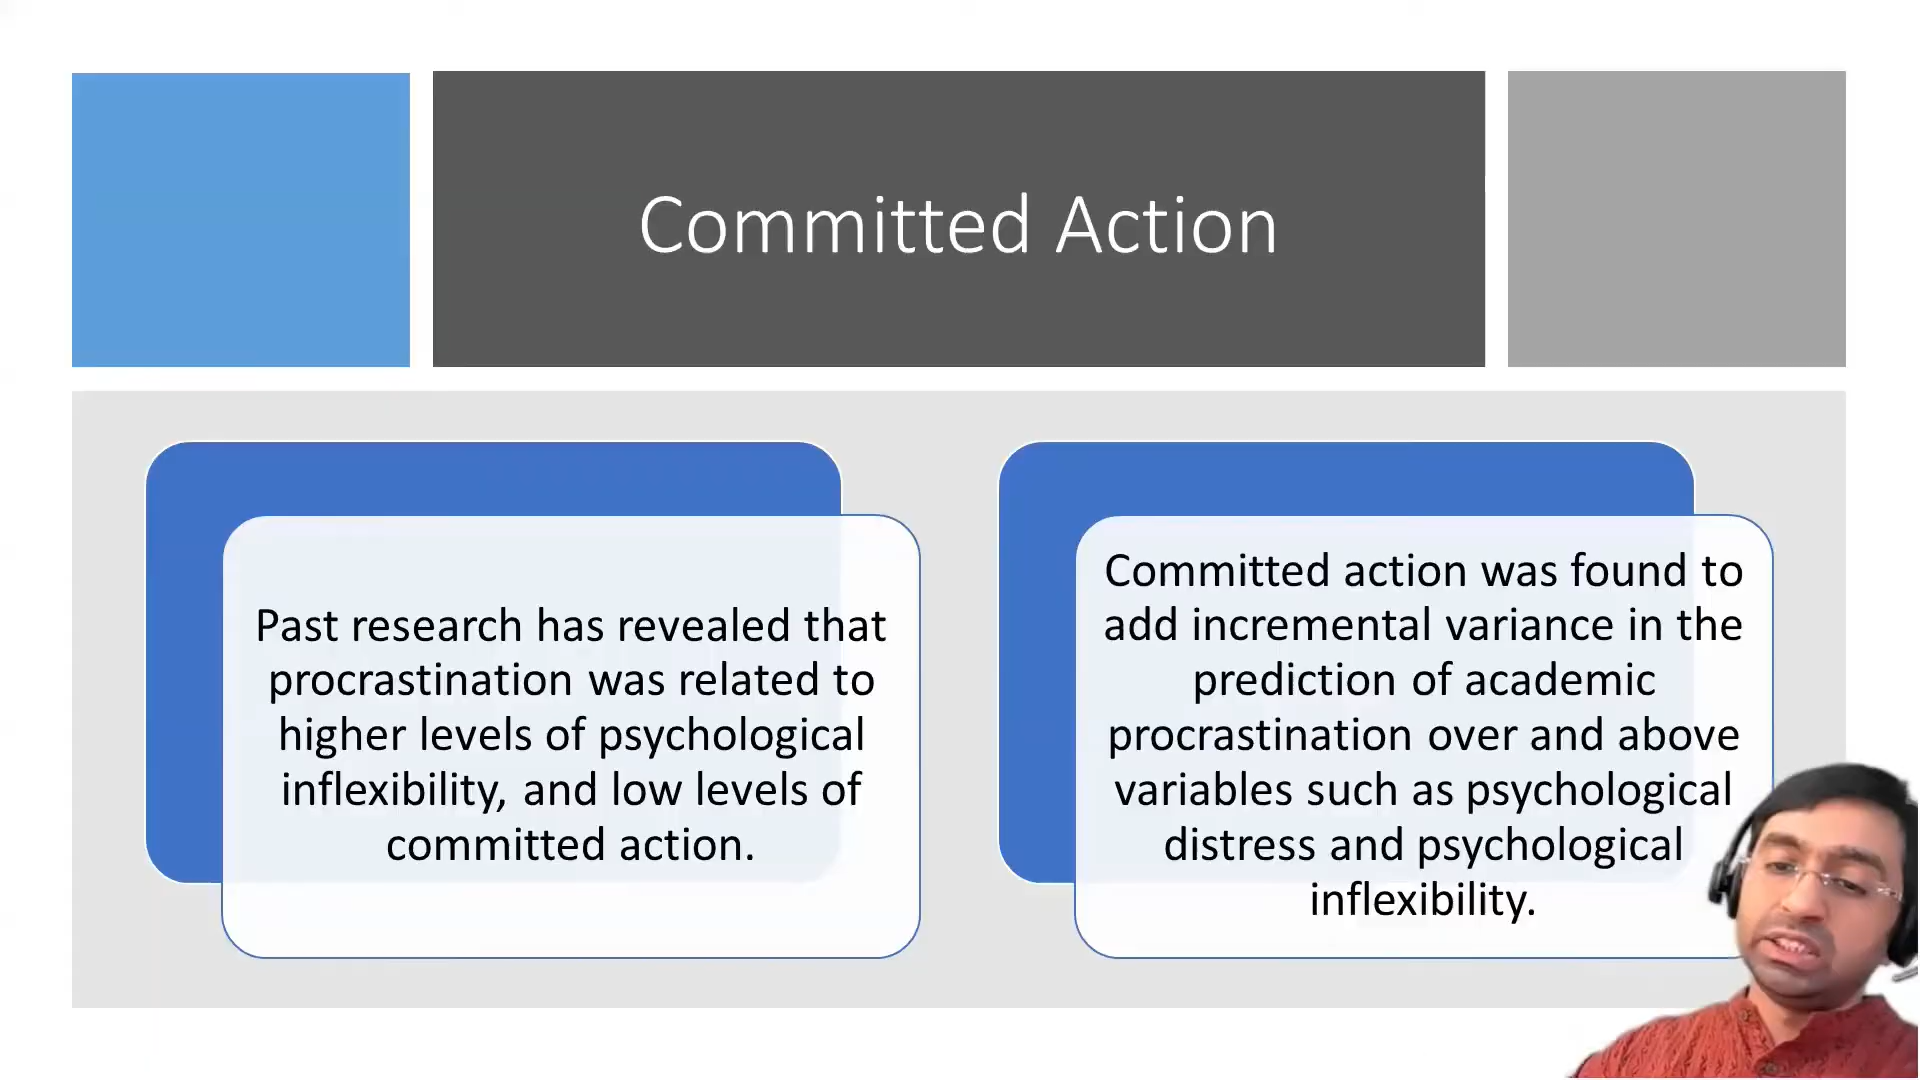 Committed Action
Past research has revealed that
procrastination was related to
higher levels of psychological
inflexibility, and low levels of
committed action.
Committed action was found to
add incremental variance in the
prediction of academic
procrastination over and above
variables such as psychological
distress and psychological
inflexibility.